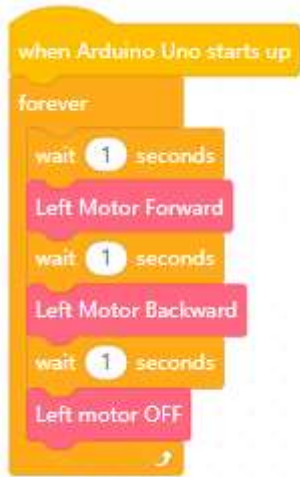 when Arduino Uno starts up
forever
wait 1 seconds
Left Motor Forward
wait 1 seconds
Left Motor Backward
wait 1 seconds
Left motor OFF